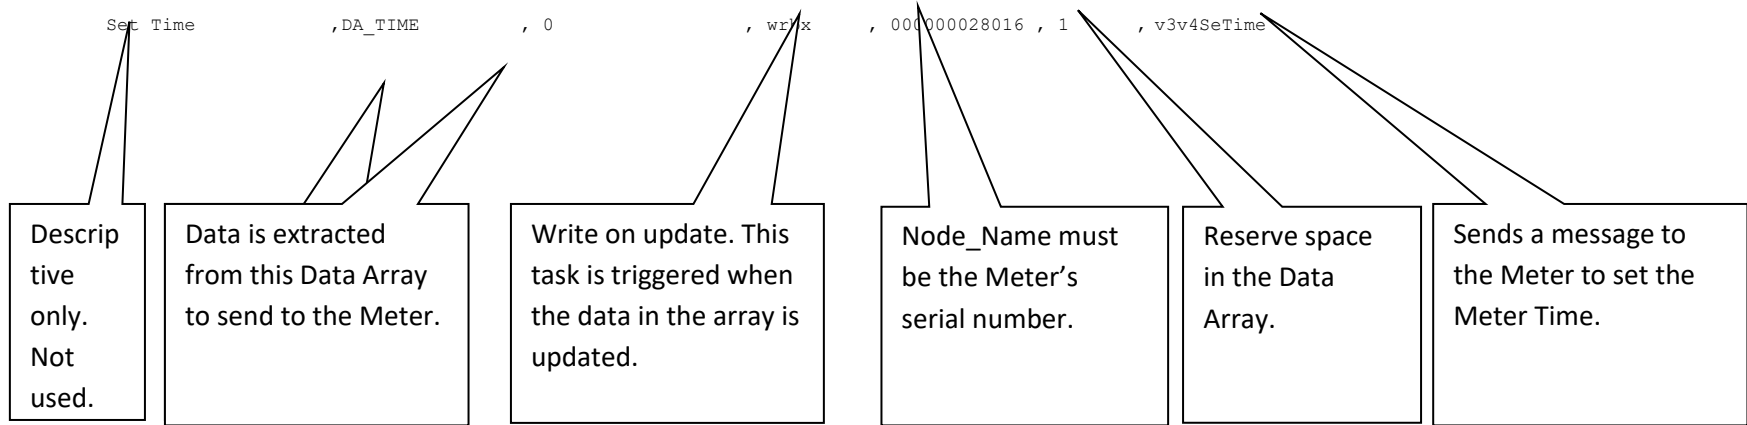 Set Time ,DA_TIME , 0 , wrbx , 000000028016 , 1 , v3v4SeTime
Descrip
tive
only.
Not
used.
Data is extracted
from this Data Array
to send to the Meter.
Write on update. This
task is triggered when
the data in the array is
updated.
Node_Name must
be the Meter’s
serial number.
Reserve space
in the Data
Array.
Sends a message to
the Meter to set the
Meter Time.